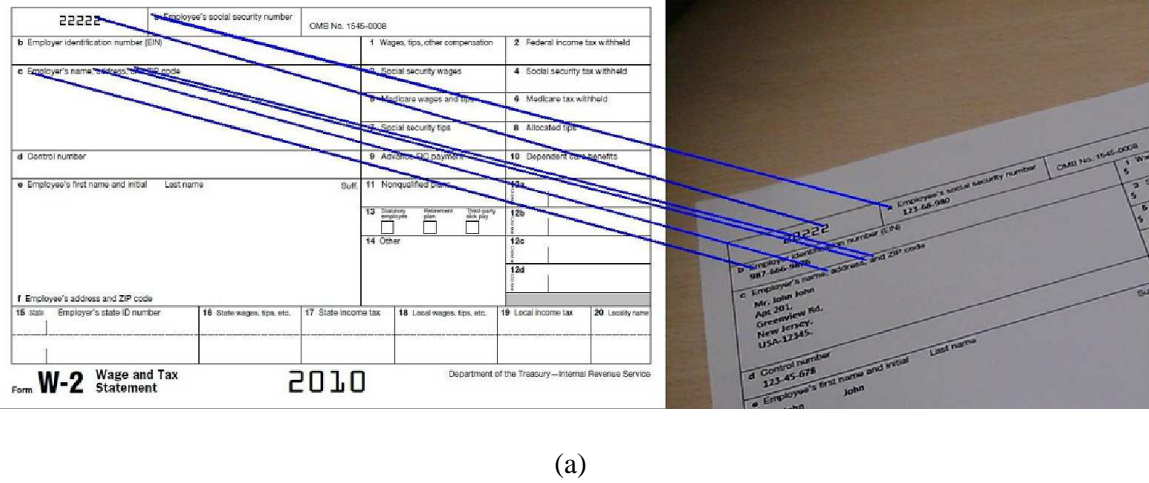 22222
a Employee's social security number
OMB No. 1545-0008
b Employer identification number (EIN)
1 Wages, tips, other compensation
2 Federal income tax withheld
c Employer's name, address, and ZIP code
3 Social security wages
4 Social security tax withheld
5 Medicare wages and tips
6 Medicare tax withheld
7 Social security tips
8 Allocated tips
d Control number
9 Advance EIC payment
10 Dependent care benefits
e Employee's first name and initial Last name Suff.
11 Nonqualified plans
12a
13 Statutory employee Retirement plan Third-party sick pay
12b
14 Other
12c
12d
f Employee's address and ZIP code
15 State Employer's state ID number
16 State wages, tips, etc.
17 State income tax
18 Local wages, tips, etc.
19 Local income tax
20 Locality name
Form W-2 Wage and Tax
Statement
2010
Department of the Treasury—Internal Revenue Service
22222
a Employee's social security number
123-66-980
OMB No. 1545-0008
b Employer identification number (EIN)
987-666-9876
c Employer's name, address, and ZIP code
Mr. John John
Apt 201,
Greenview Rd,
New Jersey,
USA-12345.
d Control number
123-45-678
e Employee's first name and initial Last name
John John
1
$
3
$
5
$
(a)